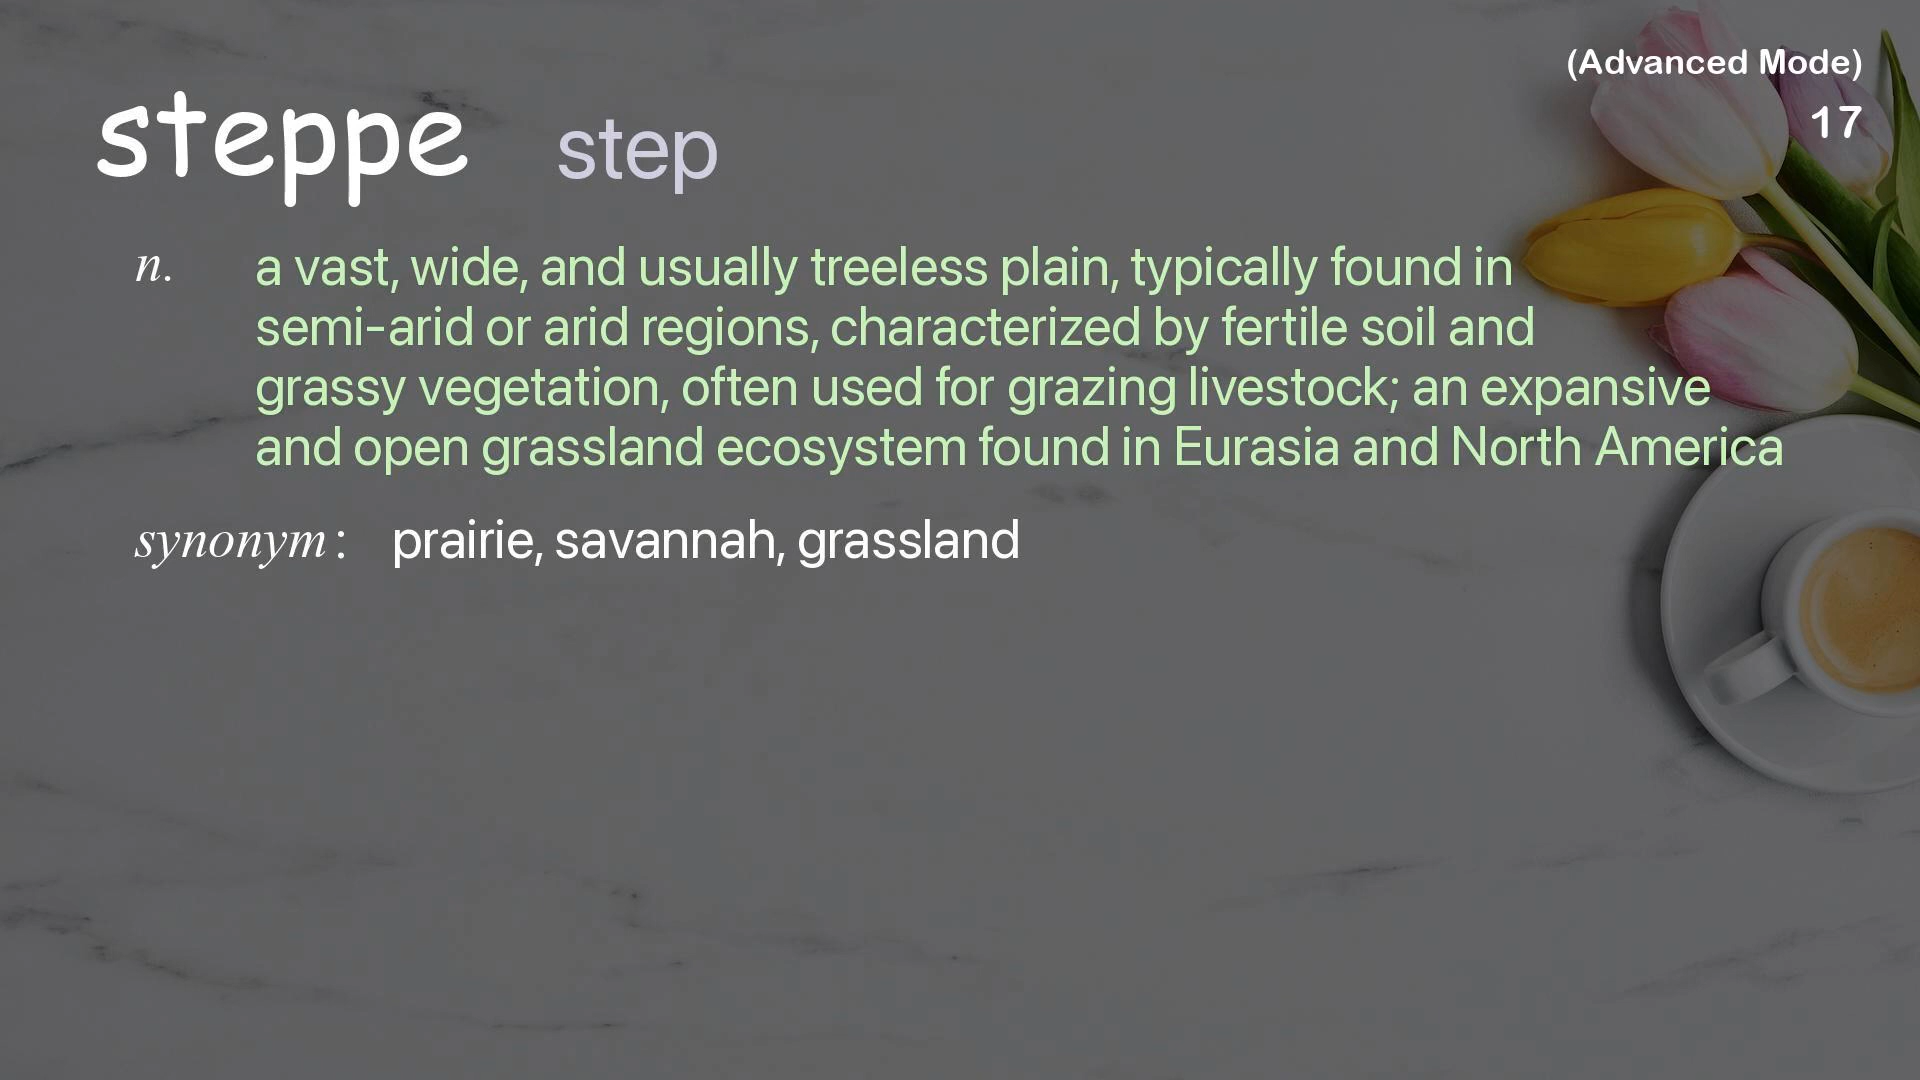 (Advanced Mode)
17
steppe step
n. a vast, wide, and usually treeless plain, typically found in
semi-arid or arid regions, characterized by fertile soil and
grassy vegetation, often used for grazing livestock; an expansive
and open grassland ecosystem found in Eurasia and North America
synonym: prairie, savannah, grassland